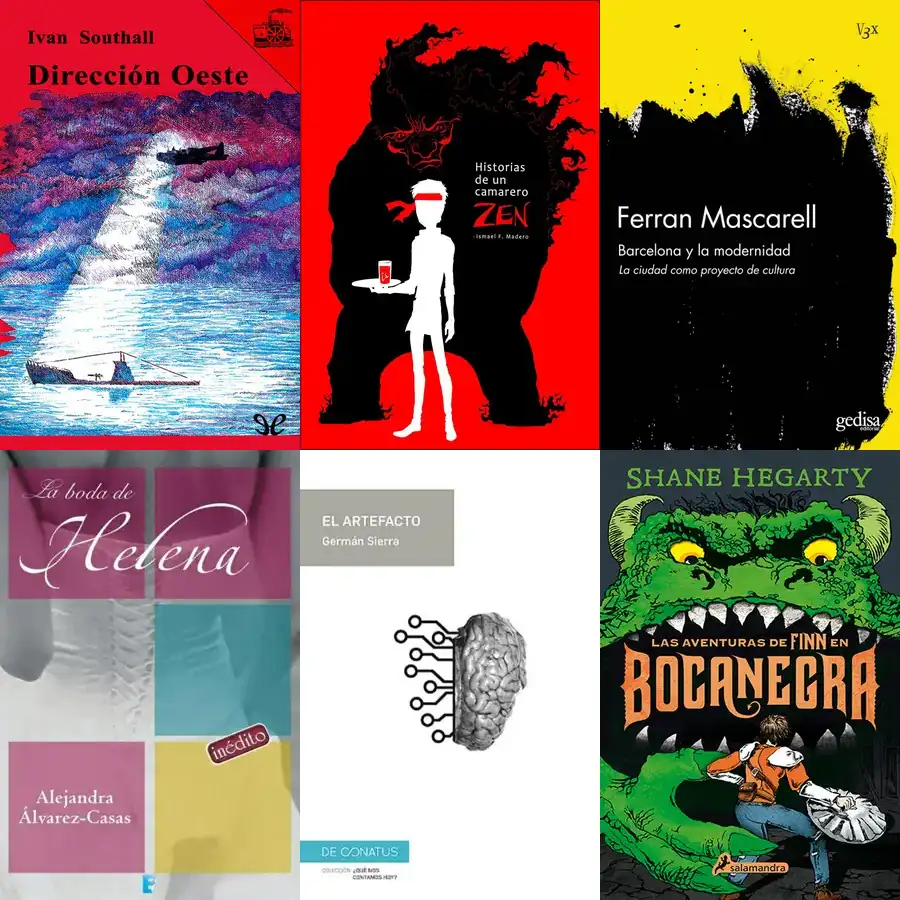 Ivan Southall
Dirección Oeste
Historias
de un
camarero
ZEN
-Ismael F. Madero
V3x
Ferran Mascarell
Barcelona y la modernidad
La ciudad como proyecto de cultura
gedisa
editorial
La boda de
Helena
inédito
Alejandra
Álvarez-Casas
EL ARTEFACTO
Germán Sierra
DE CONATUS
COLECCIÓN ¿QUÉ NOS
CONTAMOS HOY?
SHANE HEGARTY
LAS AVENTURAS DE FINN EN
BOCANEGRA
salamandra